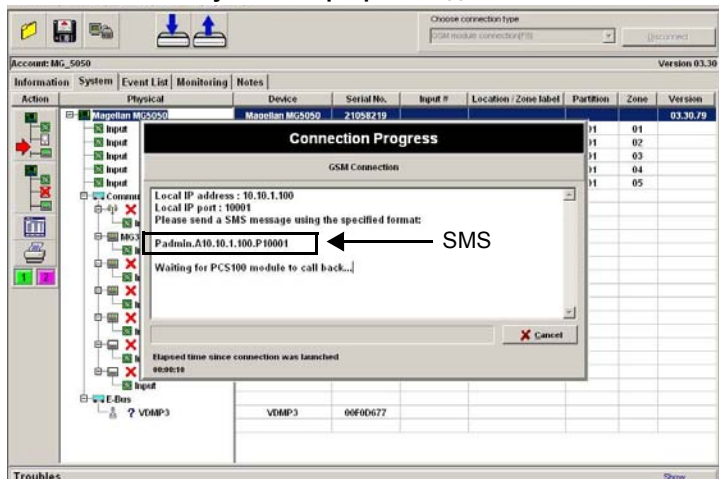 Choose connection type
GSM module connection(PIS)
Disconnect
Account: MG_5050
Version 03.30
Information System Event List Monitoring Notes
Action Physical Device Serial No. Input # Location / Zone label Partition Zone Version
Magellan MG5050 Magellan MG5050 21058219 03.30.79
Input 01
Input 02
Input 03
Input 04
Input 05
Connection Progress
GSM Connection
Local IP address : 10.10.1.100
Local IP port : 10001
Please send a SMS message using the specified format:
Padmin.A10.10.1.100.P10001
SMS
Waiting for PCS100 module to call back...
Cancel
Elapsed time since connection was launched
00:00:10
Input
E-Bus
? VDMP3 VDMP3 00F0D677
1 2
Troubles
Show